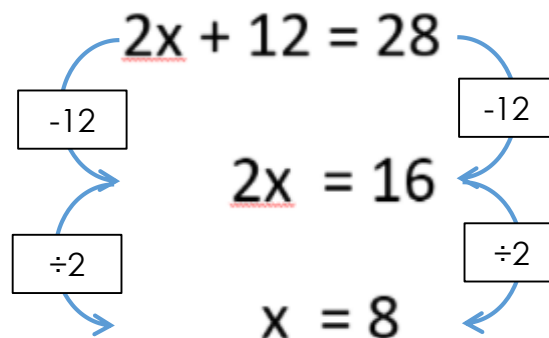 2x + 12 = 28
-12 -12
2x = 16
÷2 ÷2
x = 8